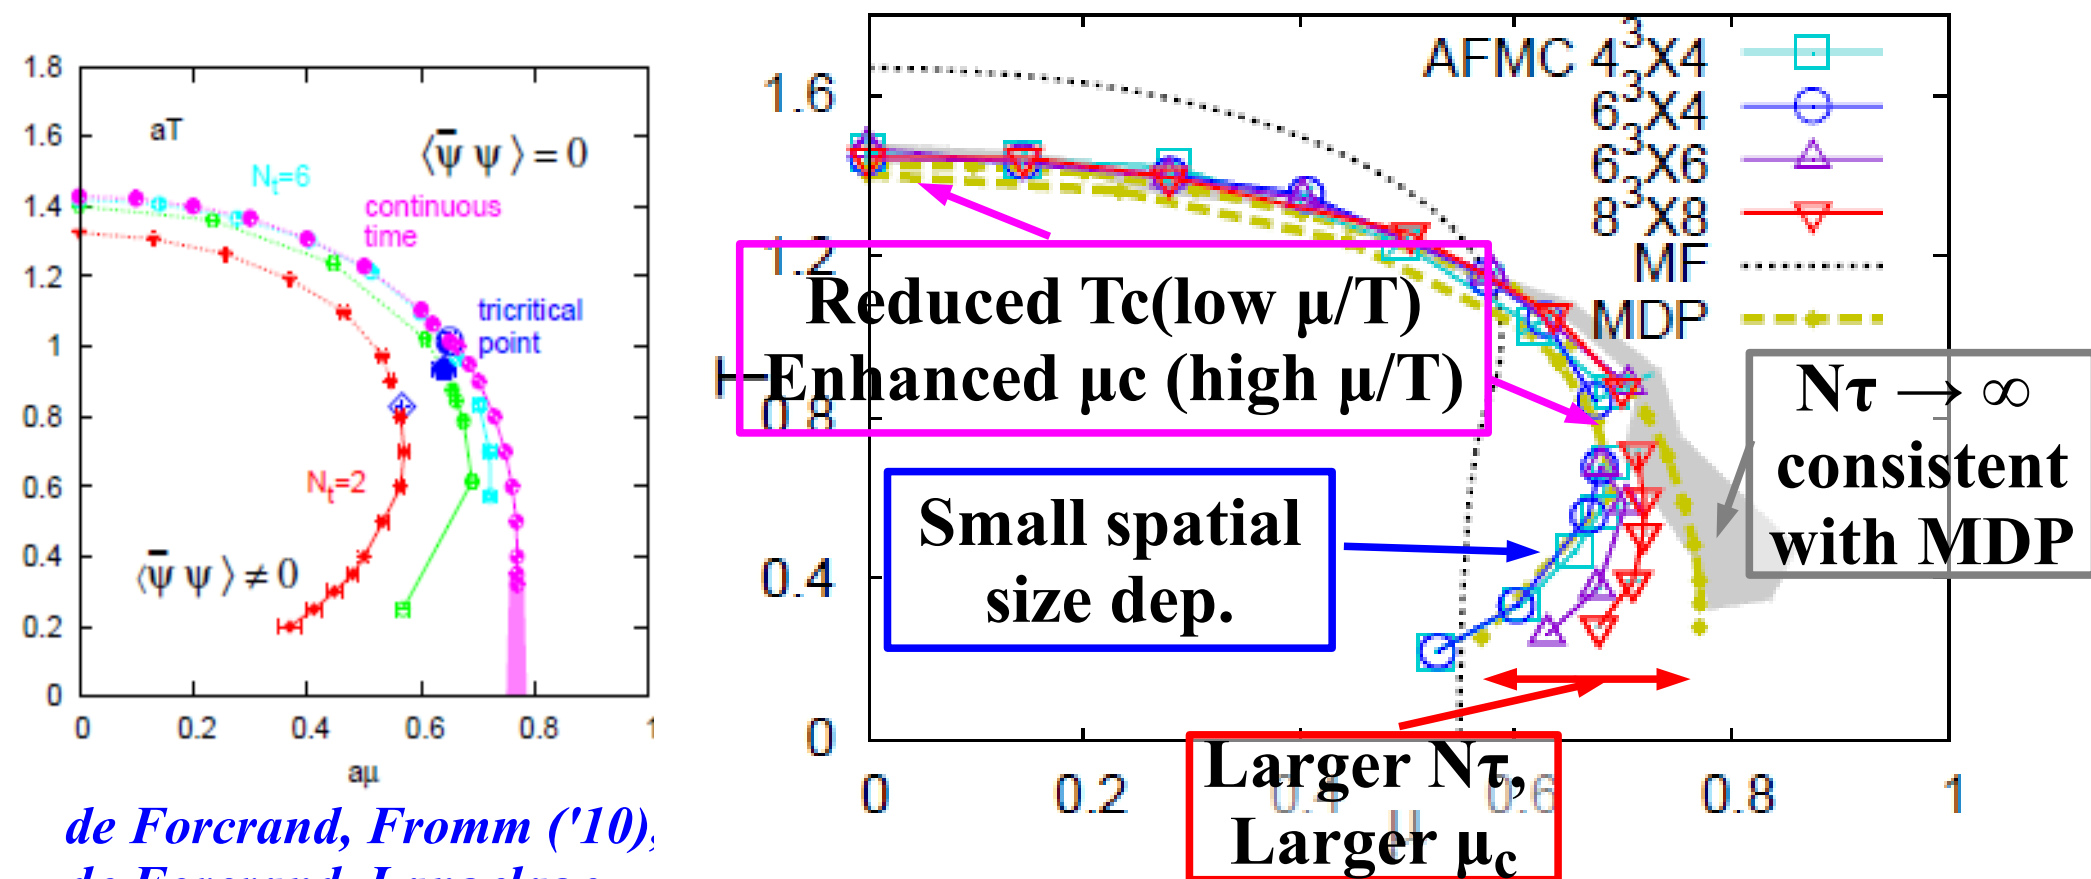 1.8
1.6
1.4
1.2
1
0.8
0.6
0.4
0.2
0
aT
⟨ψ̄ ψ⟩ = 0
Nt=6
continuous
time
tricritical
point
Nt=2
⟨ψ̄ ψ⟩ ≠ 0
0 0.2 0.4 0.6 0.8 1
aμ
de Forcrand, Fromm ('10),
AFMC 4³X4
6³X4
6³X6
8³X8
MF
MDP
1.6
1.2
0.8
0.4
0
T
Reduced Tc(low μ/T)
Enhanced μc (high μ/T)
Nτ → ∞
consistent
with MDP
Small spatial
size dep.
0 0.2 0.4 0.6 0.8 1
μ
Larger Nτ,
Larger μc